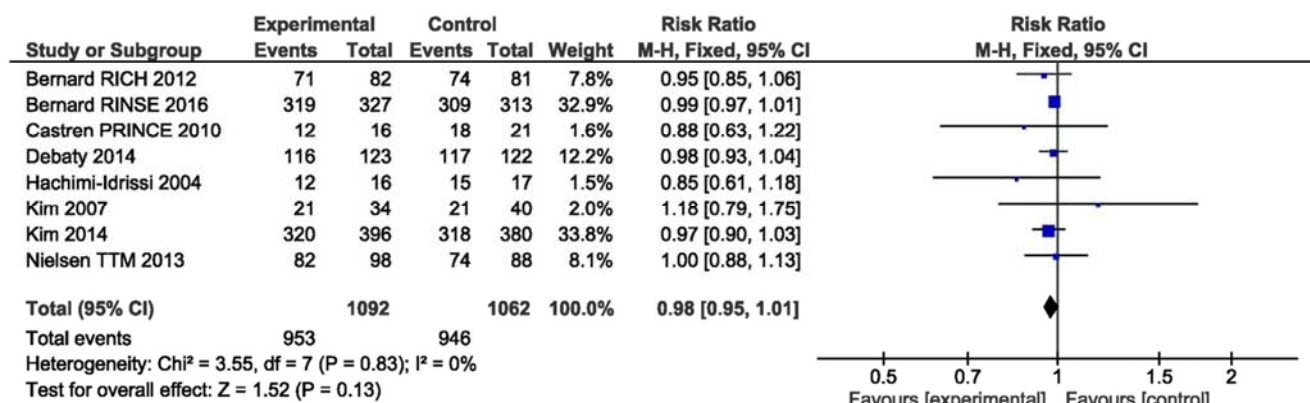 Experimental Control Risk Ratio Risk Ratio
Study or Subgroup Events Total Events Total Weight M-H, Fixed, 95% CI M-H, Fixed, 95% CI
Bernard RICH 2012 71 82 74 81 7.8% 0.95 [0.85, 1.06]
Bernard RINSE 2016 319 327 309 313 32.9% 0.99 [0.97, 1.01]
Castren PRINCE 2010 12 16 18 21 1.6% 0.88 [0.63, 1.22]
Debaty 2014 116 123 117 122 12.2% 0.98 [0.93, 1.04]
Hachimi-Idrissi 2004 12 16 15 17 1.5% 0.85 [0.61, 1.18]
Kim 2007 21 34 21 40 2.0% 1.18 [0.79, 1.75]
Kim 2014 320 396 318 380 33.8% 0.97 [0.90, 1.03]
Nielsen TTM 2013 82 98 74 88 8.1% 1.00 [0.88, 1.13]
Total (95% CI) 1092 1062 100.0% 0.98 [0.95, 1.01]
Total events 953 946
Heterogeneity: Chi² = 3.55, df = 7 (P = 0.83); I² = 0%
Test for overall effect: Z = 1.52 (P = 0.13)
0.5 0.7 1 1.5 2
Favours [experimental] Favours [control]